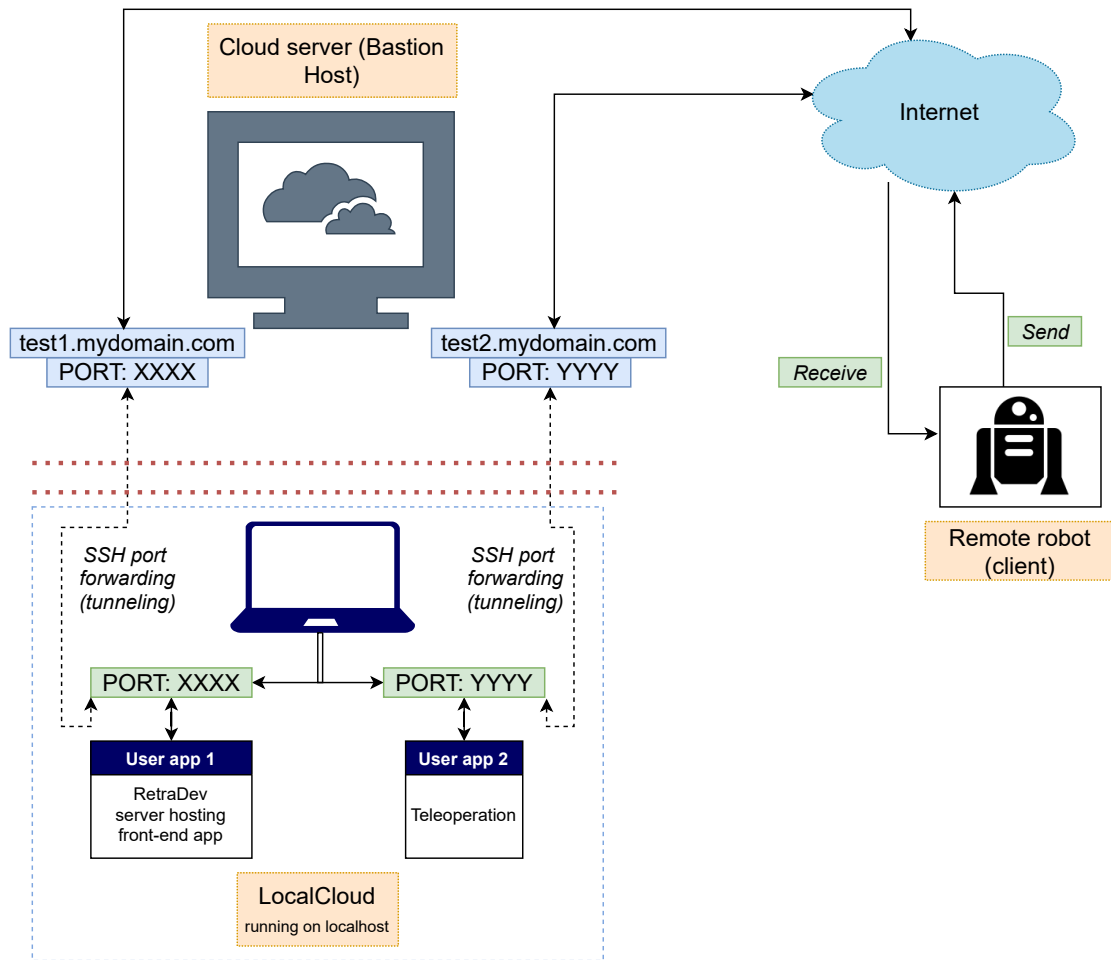 Cloud server (Bastion
Host)
Internet
test1.mydomain.com
PORT: XXXX
test2.mydomain.com
PORT: YYYY
Send
Receive
Remote robot
(client)
SSH port
forwarding
(tunneling)
SSH port
forwarding
(tunneling)
PORT: XXXX
PORT: YYYY
User app 1
RetraDev
server hosting
front-end app
User app 2
Teleoperation
LocalCloud
running on localhost